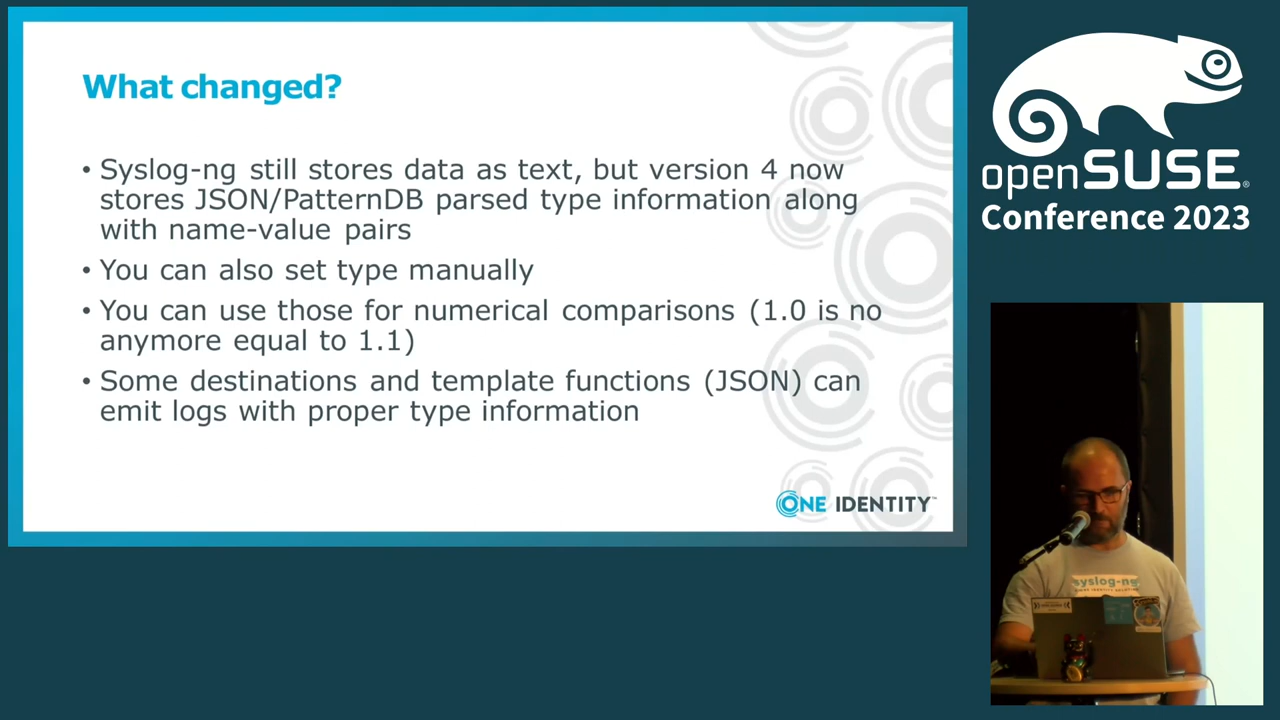 What changed?
• Syslog-ng still stores data as text, but version 4 now
stores JSON/PatternDB parsed type information along
with name-value pairs
• You can also set type manually
• You can use those for numerical comparisons (1.0 is no
anymore equal to 1.1)
• Some destinations and template functions (JSON) can
emit logs with proper type information
ONE IDENTITY™
openSUSE®
Conference 2023
syslog-ng